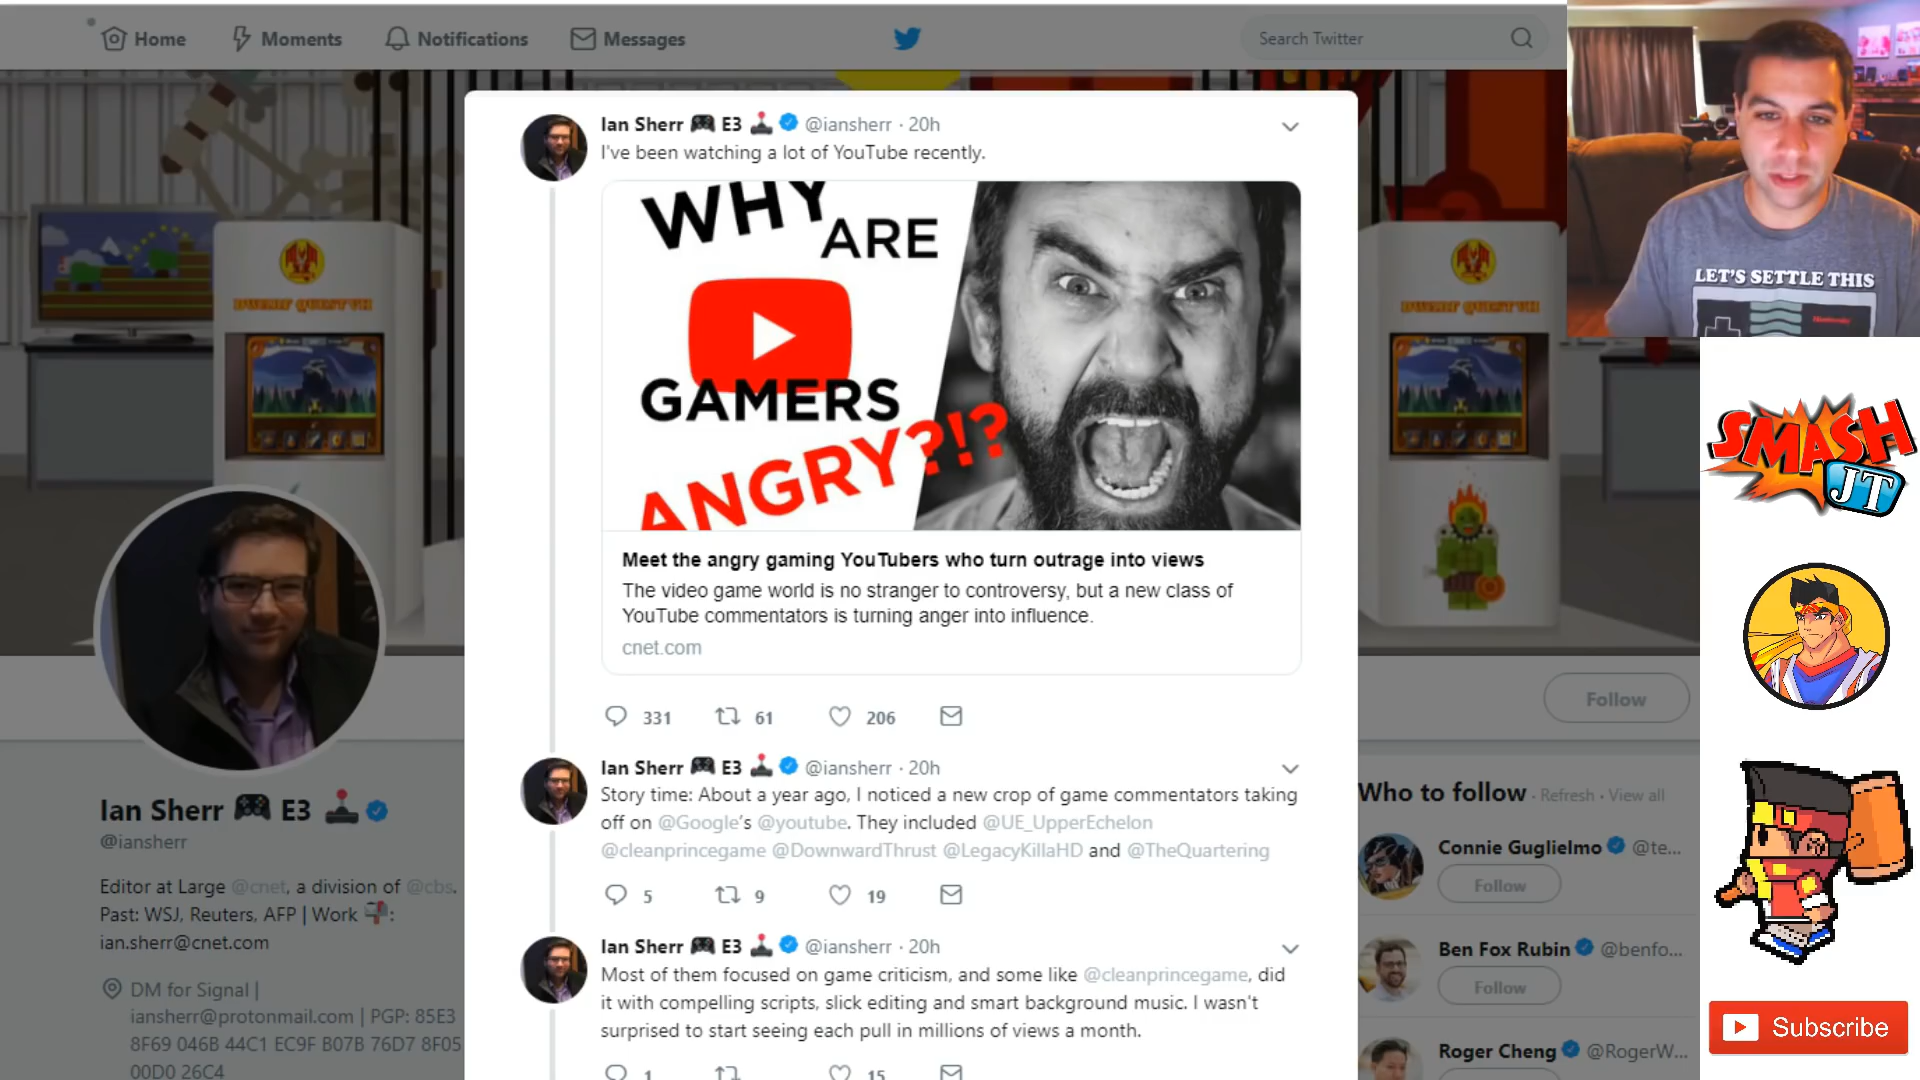 Home
Moments
Notifications
Messages
Search Twitter
Ian Sherr E3 @iansherr · 20h
I've been watching a lot of YouTube recently.
WHY
ARE
GAMERS
ANGRY?!?
Meet the angry gaming YouTubers who turn outrage into views
The video game world is no stranger to controversy, but a new class of
YouTube commentators is turning anger into influence.
cnet.com
331 61 206
Ian Sherr E3 @iansherr · 20h
Story time: About a year ago, I noticed a new crop of game commentators taking
off on @Google's @youtube. They included @UE_UpperEchelon
@cleanprincegame @DownwardThrust @LegacyKillaHD and @TheQuartering
5 9 19
Ian Sherr E3 @iansherr · 20h
Most of them focused on game criticism, and some like @cleanprincegame, did
it with compelling scripts, slick editing and smart background music. I wasn't
surprised to start seeing each pull in millions of views a month.
1 15
Ian Sherr E3
@iansherr
Editor at Large @cnet, a division of @cbs.
Past: WSJ, Reuters, AFP | Work :
ian.sherr@cnet.com
DM for Signal |
iansherr@protonmail.com | PGP: 85E3
8F69 046B 44C1 EC9F B07B 76D7 8F05
00D0 26C4
Follow
Who to follow · Refresh · View all
Connie Guglielmo @te...
Follow
Ben Fox Rubin @benfo...
Follow
Roger Cheng @RogerW...
LET'S SETTLE THIS
Nintendo
SMASH
JT
Subscribe